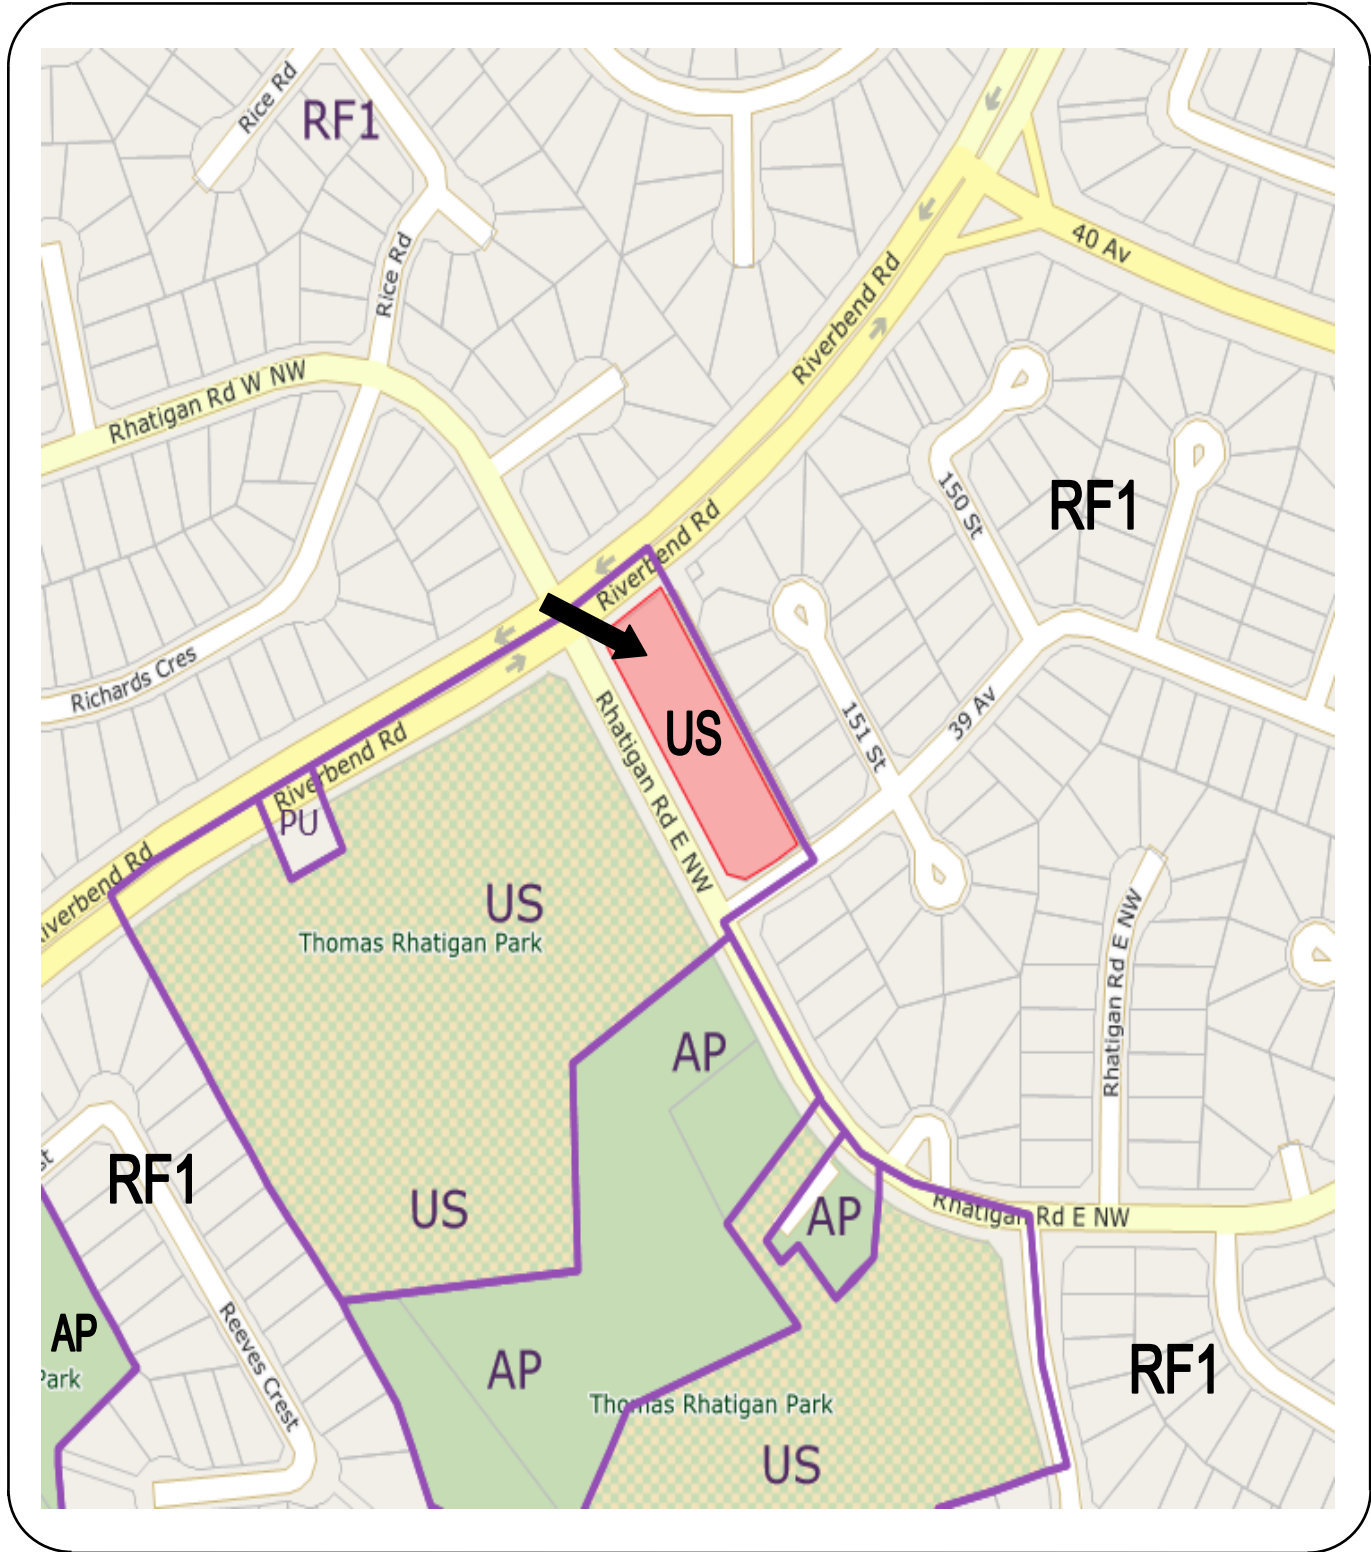 Rice Rd
RF1
Rice Rd
40 Av
Riverbend Rd
Rhatigan Rd W NW
150 St
RF1
Riverbend Rd
Richards Cres
151 St
39 Av
US
Rhatigan Rd E NW
Riverbend Rd
PU
US
Thomas Rhatigan Park
Rhatigan Rd E NW
AP
RF1
US
AP
Rhatigan Rd E NW
Reeves Crest
AP
Park
AP
RF1
Thomas Rhatigan Park
US